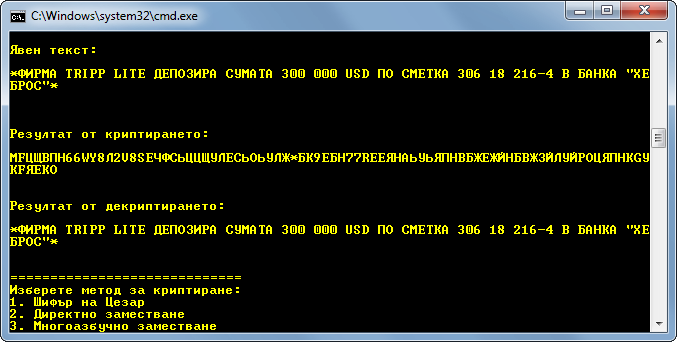 C:\Windows\system32\cmd.exe
Явен текст:
*ФИРМА TRIPP LITE ДЕПОЗИРА СУМАТА 300 000 USD ПО СМЕТКА 306 18 216-4 В БАНКА "ХЕ
БРОС"*
Резултат от криптирането:
МFЦЩВПН66WY8Л2V8SЕЧФСЬЦЩЩУЛЕСЬОЬУЛЖ*БК9ЕБН77RЕЕЯНАЬУЬЯПНВБЖЕЖЙНБВЖЗЙЛУЙРОЦЯПНКGУ
КFЯЕКО
Резултат от декриптирането:
*ФИРМА TRIPP LITE ДЕПОЗИРА СУМАТА 300 000 USD ПО СМЕТКА 306 18 216-4 В БАНКА "ХЕ
БРОС"*
=============================
Изберете метод за криптиране:
1. Шифър на Цезар
2. Директно заместване
3. Многоазбучно заместване